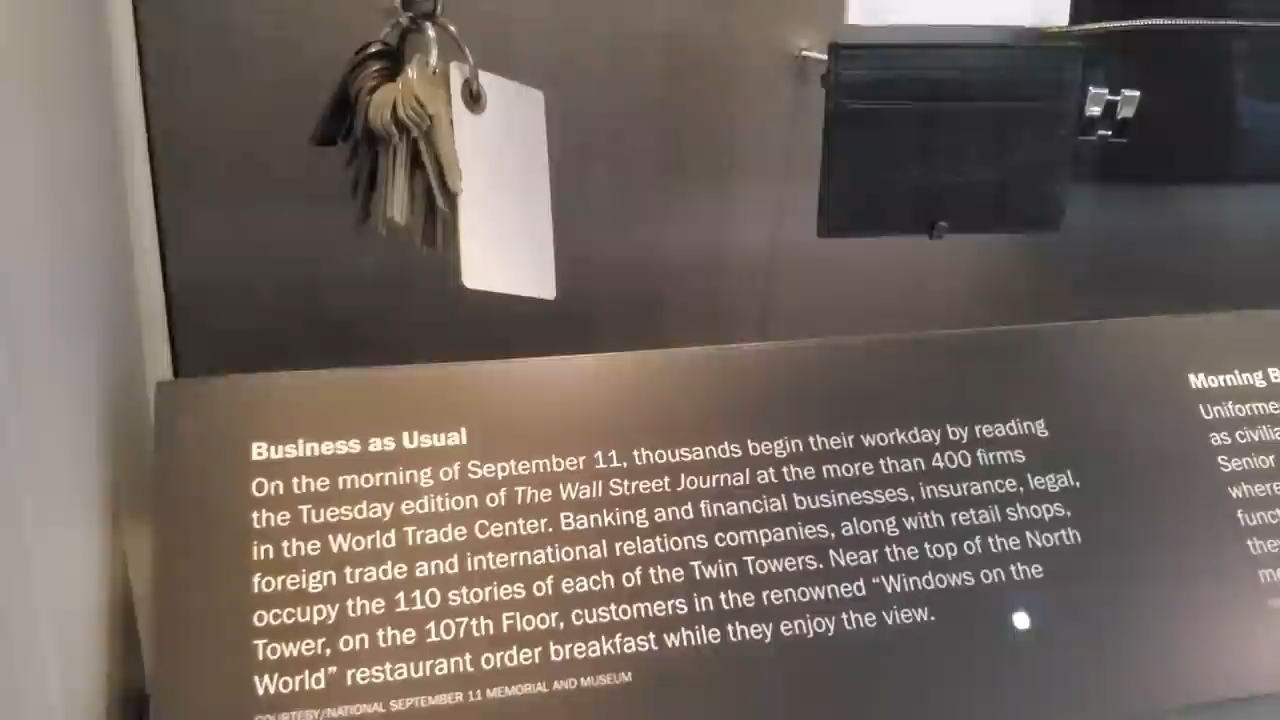 Business as Usual
On the morning of September 11, thousands begin their workday by reading
the Tuesday edition of The Wall Street Journal at the more than 400 firms
in the World Trade Center. Banking and financial businesses, insurance, legal,
foreign trade and international relations companies, along with retail shops,
occupy the 110 stories of each of the Twin Towers. Near the top of the North
Tower, on the 107th Floor, customers in the renowned “Windows on the
World” restaurant order breakfast while they enjoy the view.
COURTESY/NATIONAL SEPTEMBER 11 MEMORIAL AND MUSEUM
Morning
as
Senior